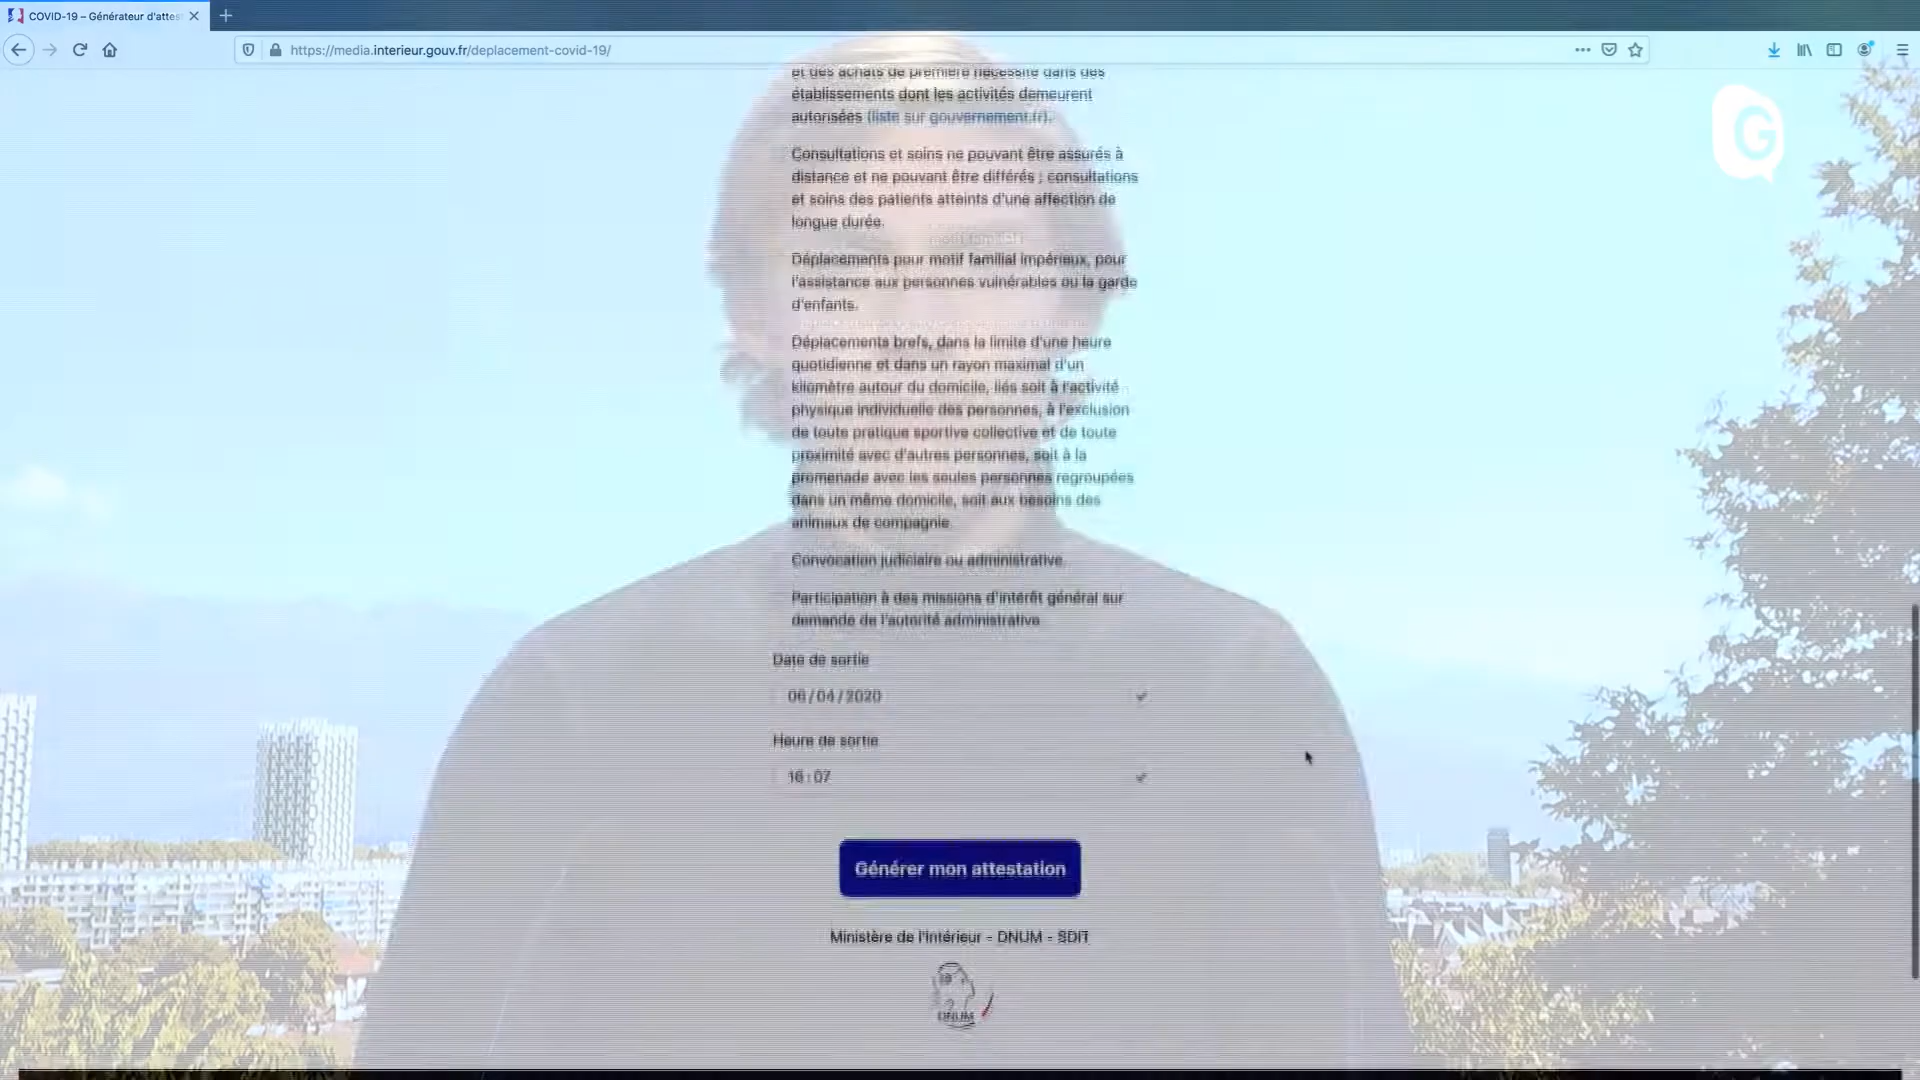 COVID-19 – Générateur d'attes
https://media.interieur.gouv.fr/deplacement-covid-19/
et des achats de première nécessité dans des
établissements dont les activités demeurent
autorisées (liste sur gouvernement.fr).
G
Consultations et soins ne pouvant être assurés à
distance et ne pouvant être différés ; consultations
et soins des patients atteints d'une affection de
longue durée.
motif familial
Déplacements pour motif familial impérieux, pour
l'assistance aux personnes vulnérables ou la garde
d'enfants.
Déplacements brefs, dans la limite d'une heure
quotidienne et dans un rayon maximal d'un
kilomètre autour du domicile, liés soit à l'activité
physique individuelle des personnes, à l'exclusion
de toute pratique sportive collective et de toute
proximité avec d'autres personnes, soit à la
promenade avec les seules personnes regroupées
dans un même domicile, soit aux besoins des
animaux de compagnie.
Convocation judiciaire ou administrative.
Participation à des missions d'intérêt général sur
demande de l'autorité administrative
Date de sortie
06/04/2020
Heure de sortie
16:07
Générer mon attestation
Ministère de l'intérieur - DNUM - SDIT
DNUM